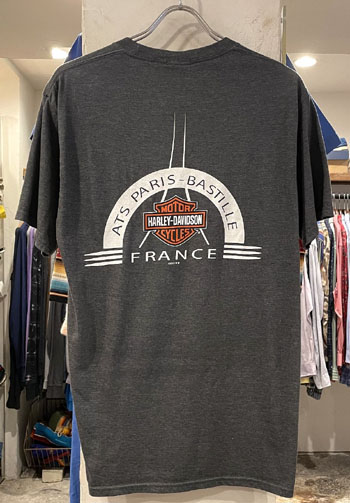 ATS PARIS - BASTILLE
MOTOR
HARLEY-DAVIDSON
CYCLES
FRANCE